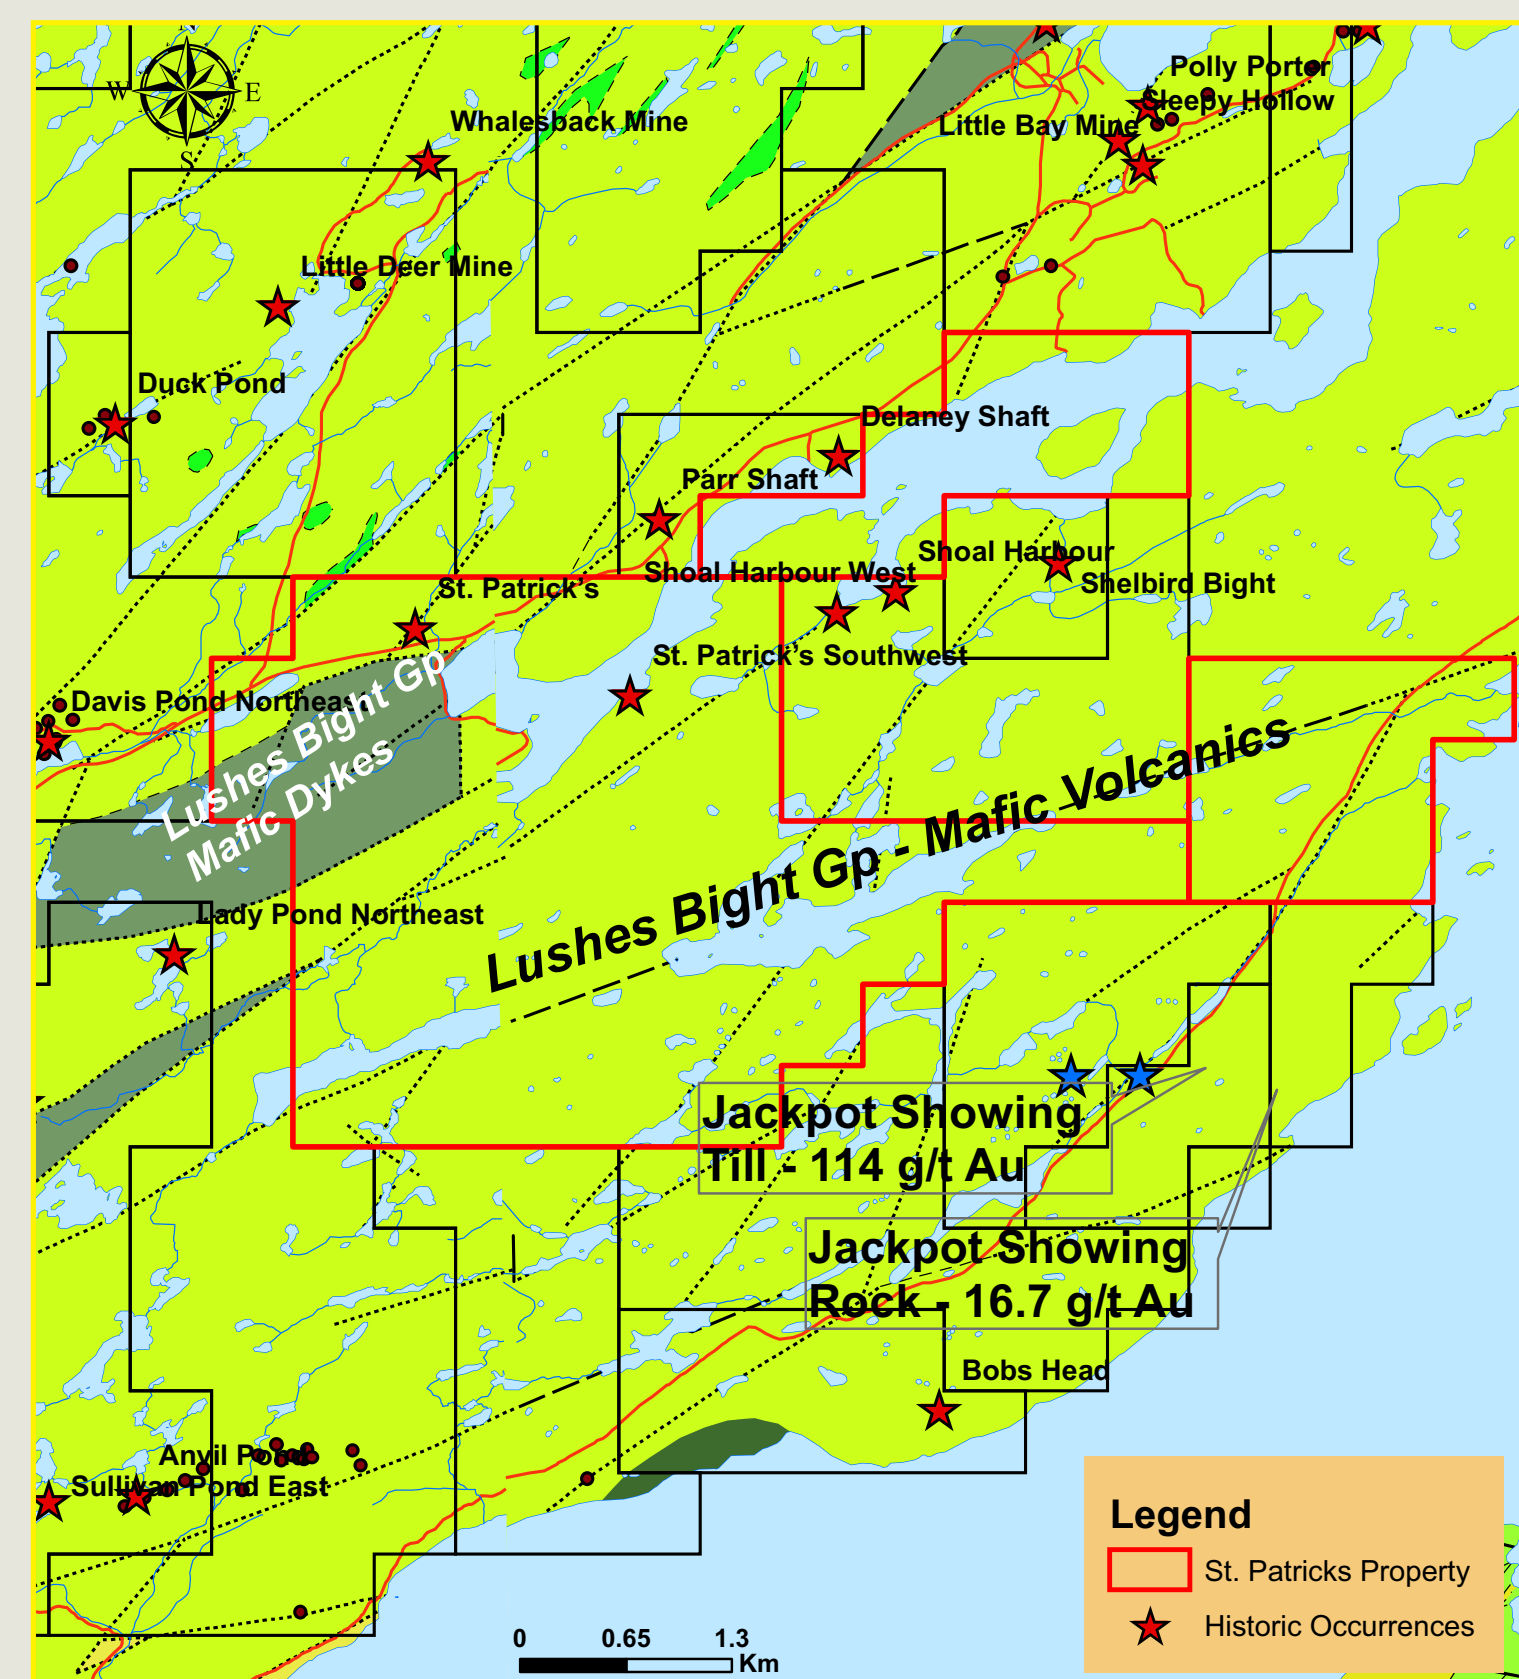 N
W
E
S
Polly Porter
Sleepy Hollow
Whalesback Mine
Little Bay Mine
Little Deer Mine
Duck Pond
Delaney Shaft
Parr Shaft
Shoal Harbour
Shoal Harbour West
Shelbird Bight
St. Patrick's
St. Patrick's Southwest
Davis Pond Northeast
Lushes Bight Gp
Mafic Dykes
Lushes Bight Gp - Mafic Volcanics
Lady Pond Northeast
Jackpot Showing
Till - 114 g/t Au
Jackpot Showing
Rock - 16.7 g/t Au
Bobs Head
Anvil Pond
Sullivan Pond East
Legend
St. Patricks Property
Historic Occurrences
0 0.65 1.3
Km